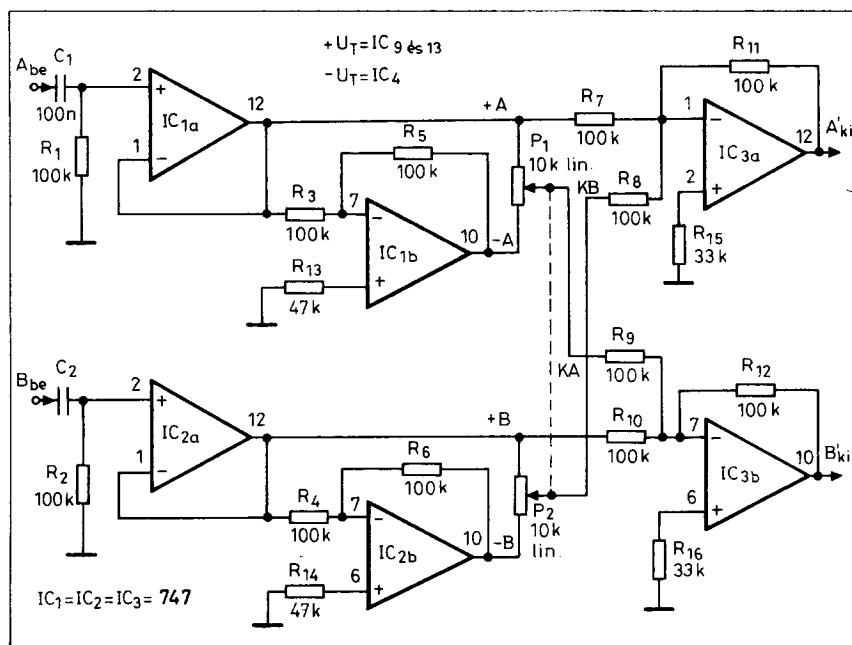 +U_T = IC 9 és 13
−U_T = IC4
A_be
C1
100n
R1
100k
2
+
1
−
IC1a
12
R3
100k
R5
100k
7
−
+
IC1b
10
−A
R13
47k
+A
P1
10k
lin.
R7
100k
KB
R8
100k
R11
100k
1
−
2
+
IC3a
12
A'ki
R15
33k
B_be
C2
R2
100k
2
+
1
−
IC2a
12
R4
100k
R6
100k
7
−
6
+
IC2b
10
−B
R14
47k
+B
P2
10k
lin.
KA
R9
100k
R10
100k
R12
100k
7
−
6
+
IC3b
10
B'ki
R16
33k
IC1=IC2=IC3= 747